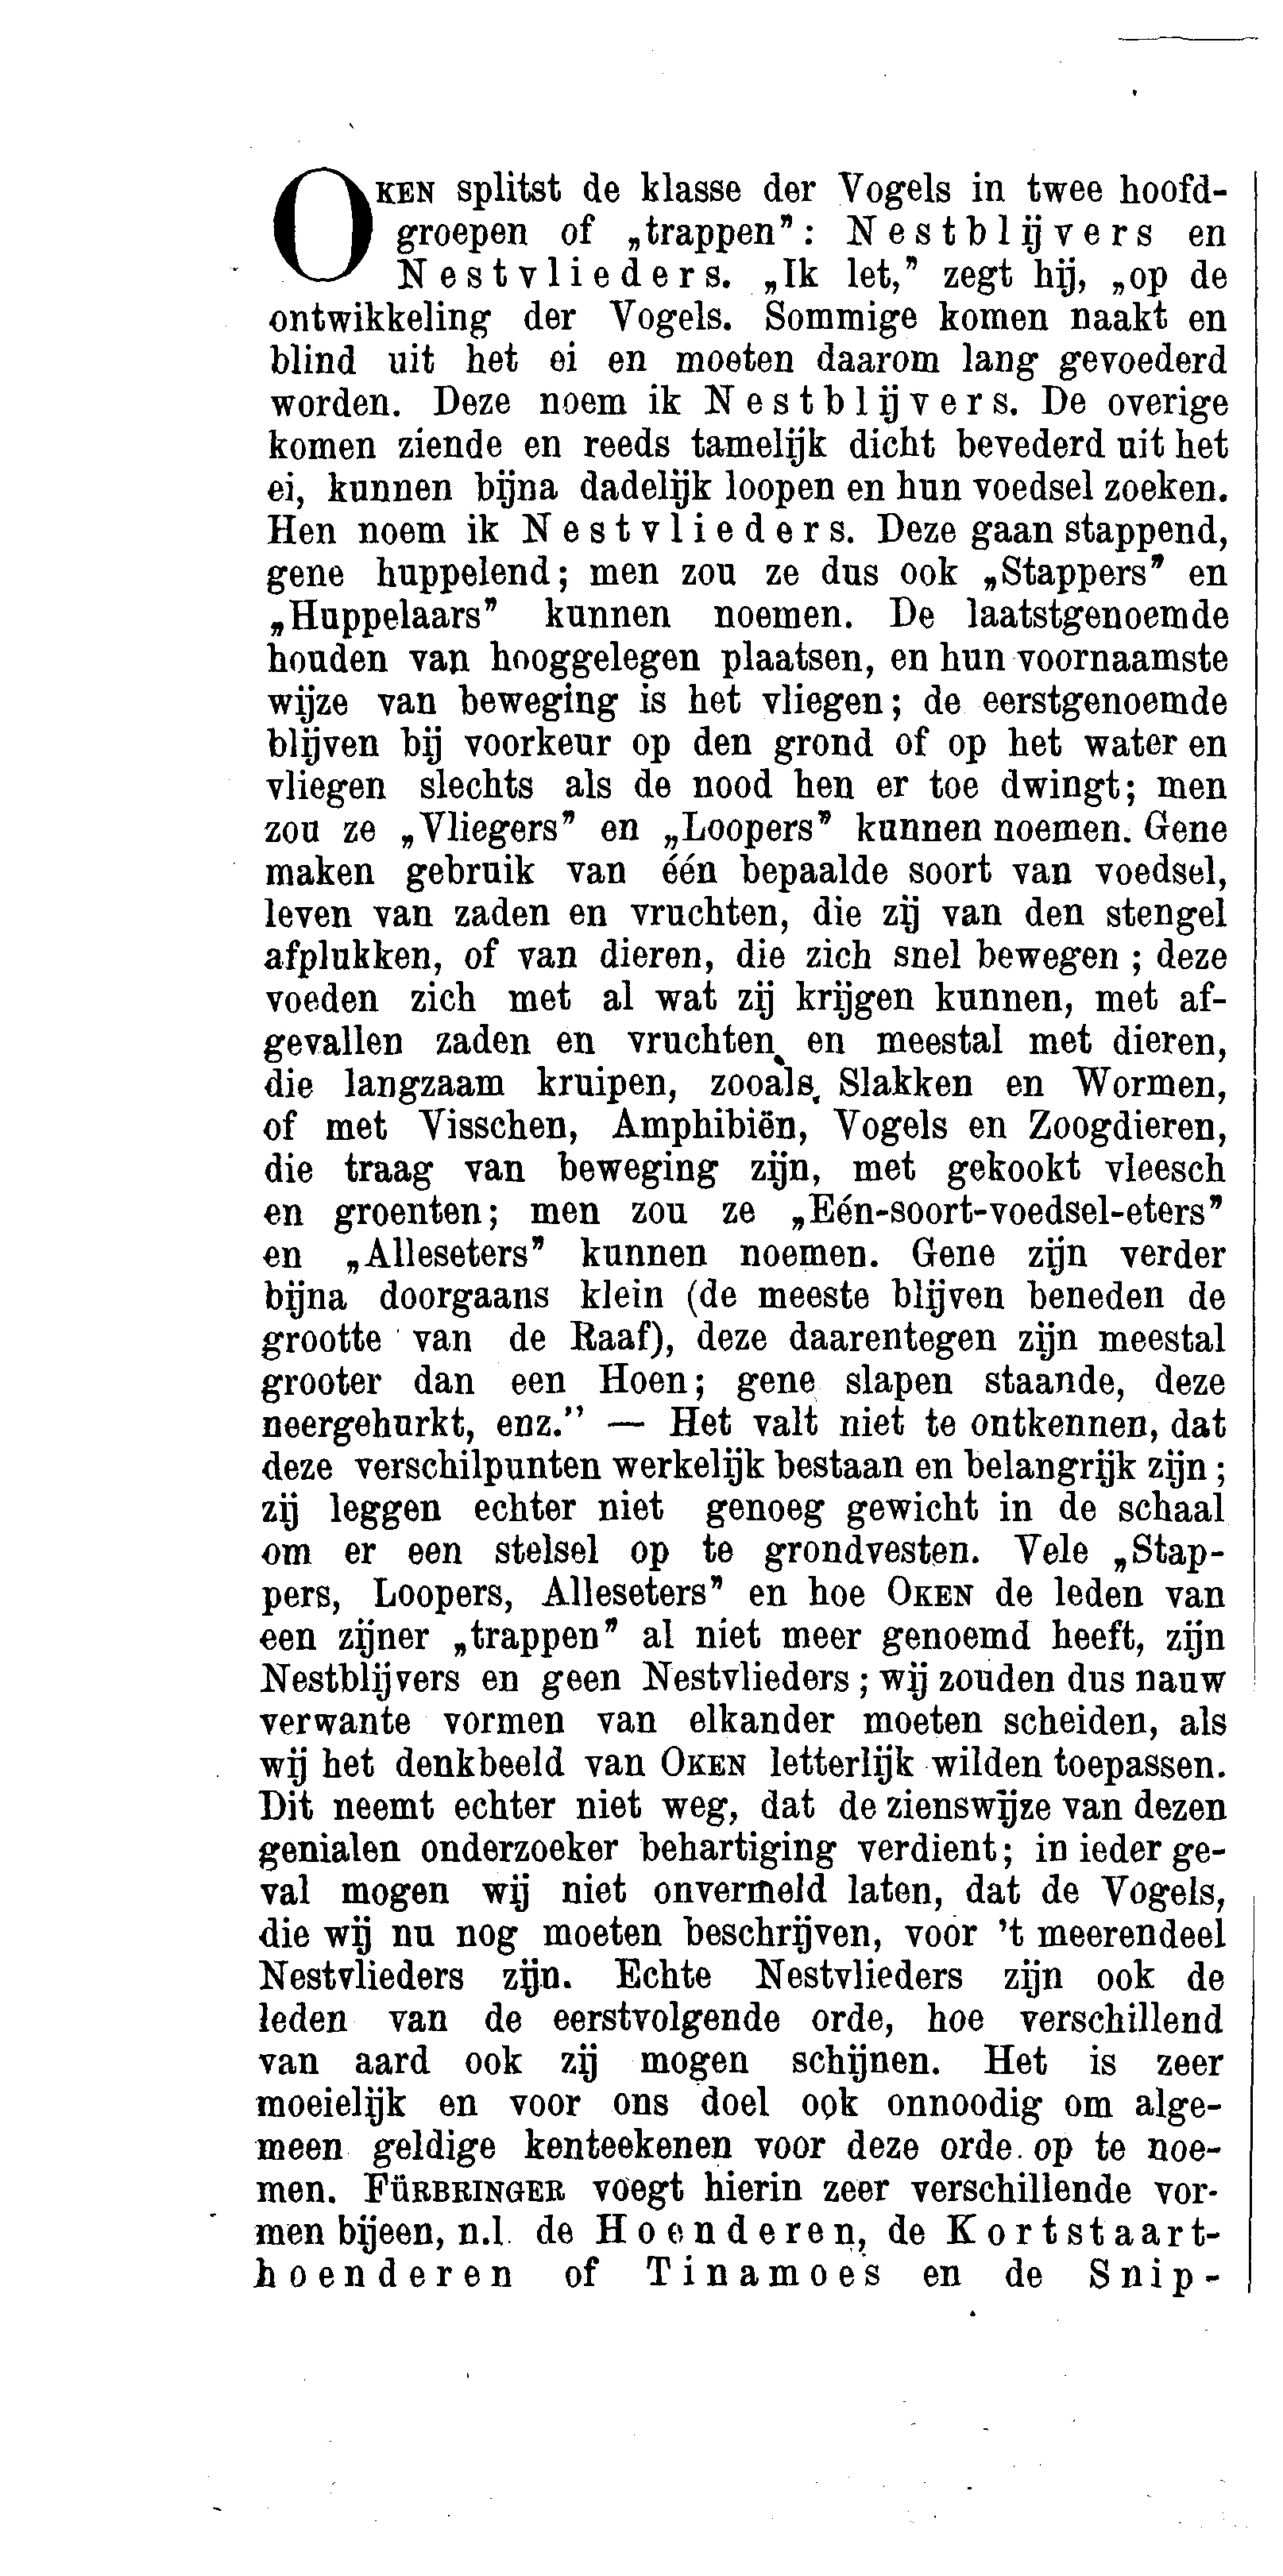 OKEN splitst de klasse der Vogels in twee hoofd-
groepen of „trappen”: Nestblijvers en
Nestvlieders. „Ik let,” zegt hij, „op de
ontwikkeling der Vogels. Sommige komen naakt en
blind uit het ei en moeten daarom lang gevoederd
worden. Deze noem ik Nestblijvers. De overige
komen ziende en reeds tamelijk dicht bevederd uit het
ei, kunnen bijna dadelijk loopen en hun voedsel zoeken.
Hen noem ik Nestvlieders. Deze gaan stappend,
gene huppelend; men zou ze dus ook „Stappers” en
„Huppelaars” kunnen noemen. De laatstgenoemde
houden van hooggelegen plaatsen, en hun voornaamste
wijze van beweging is het vliegen; de eerstgenoemde
blijven bij voorkeur op den grond of op het water en
vliegen slechts als de nood hen er toe dwingt; men
zou ze „Vliegers” en „Loopers” kunnen noemen. Gene
maken gebruik van één bepaalde soort van voedsel,
leven van zaden en vruchten, die zij van den stengel
afplukken, of van dieren, die zich snel bewegen; deze
voeden zich met al wat zij krijgen kunnen, met af-
gevallen zaden en vruchten en meestal met dieren,
die langzaam kruipen, zooals Slakken en Wormen,
of met Visschen, Amphibiën, Vogels en Zoogdieren,
die traag van beweging zijn, met gekookt vleesch
en groenten; men zou ze „Eén-soort-voedsel-eters”
en „Alleseters” kunnen noemen. Gene zijn verder
bijna doorgaans klein (de meeste blijven beneden de
grootte van de Raaf), deze daarentegen zijn meestal
grooter dan een Hoen; gene slapen staande, deze
neergehurkt, enz.” — Het valt niet te ontkennen, dat
deze verschilpunten werkelijk bestaan en belangrijk zijn;
zij leggen echter niet genoeg gewicht in de schaal
om er een stelsel op te grondvesten. Vele „Stap-
pers, Loopers, Alleseters” en hoe OKEN de leden van
een zijner „trappen” al niet meer genoemd heeft, zijn
Nestblijvers en geen Nestvlieders; wij zouden dus nauw
verwante vormen van elkander moeten scheiden, als
wij het denkbeeld van OKEN letterlijk wilden toepassen.
Dit neemt echter niet weg, dat de zienswijze van dezen
genialen onderzoeker behartiging verdient; in ieder ge-
val mogen wij niet onvermeld laten, dat de Vogels,
die wij nu nog moeten beschrijven, voor ’t meerendeel
Nestvlieders zijn. Echte Nestvlieders zijn ook de
leden van de eerstvolgende orde, hoe verschillend
van aard ook zij mogen schijnen. Het is zeer
moeielijk en voor ons doel ook onnoodig om alge-
meen geldige kenteekenen voor deze orde op te noe-
men. FÜRBRINGER voegt hierin zeer verschillende vor-
men bijeen, n.l. de Hoenderen, de Kortstaart-
hoenderen of Tinamoes en de Snip-